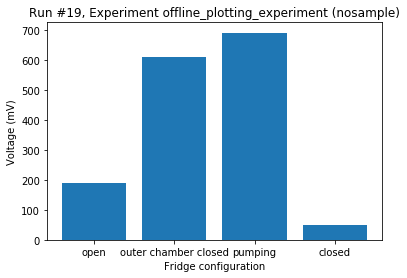 Run #19, Experiment offline_plotting_experiment (nosample)
Voltage (mV)
700
600
500
400
300
200
100
0
open outer chamber closed pumping closed
Fridge configuration